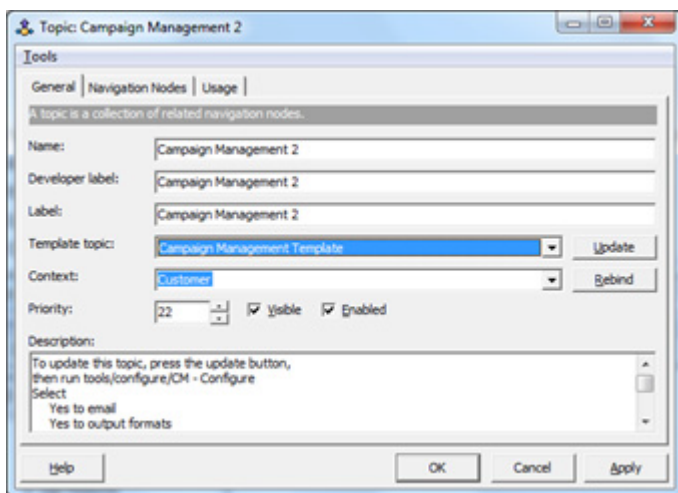 Topic: Campaign Management 2
Tools
General Navigation Nodes Usage
A topic is a collection of related navigation nodes.
Name: Campaign Management 2
Developer label: Campaign Management 2
Label: Campaign Management 2
Template topic: Campaign Management Template Update
Context: Customer Rebind
Priority: 22 Visible Enabled
Description:
To update this topic, press the update button,
then run tools/configure/CM - Configure
Select
Yes to email
Yes to output formats
Help OK Cancel Apply